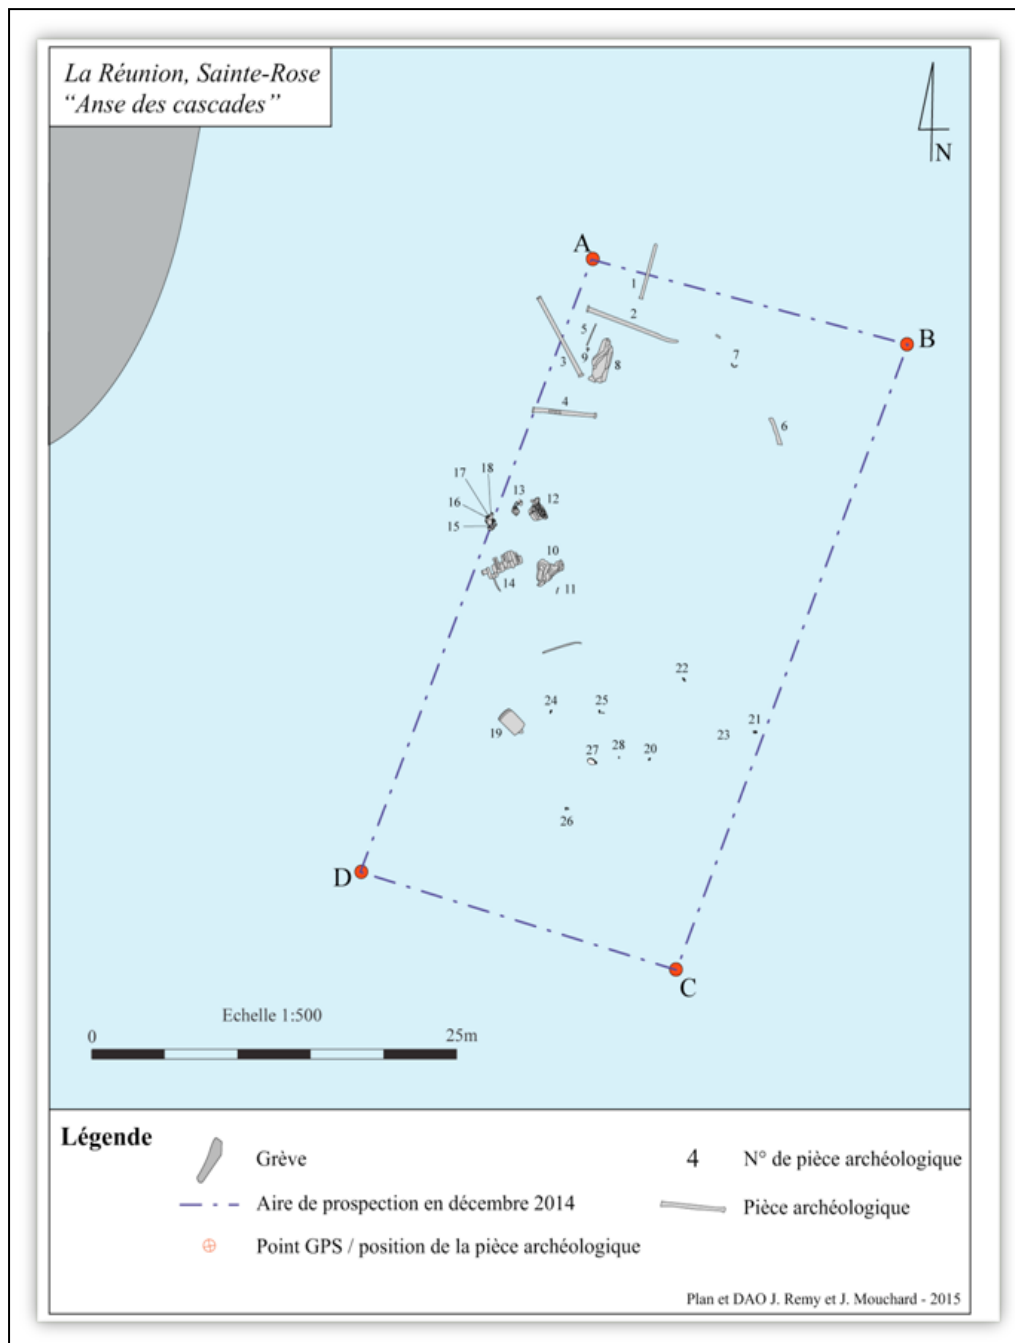 La Réunion, Sainte-Rose
“Anse des cascades”
N
A
1
2
B
5
7
3
9
8
4
6
17
18
16
13
12
15
10
14
11
22
24
25
21
19
23
27
28
20
26
D
C
Echelle 1:500
0
25m
Légende
Grève
4
N° de pièce archéologique
Aire de prospection en décembre 2014
Pièce archéologique
Point GPS / position de la pièce archéologique
Plan et DAO J. Remy et J. Mouchard - 2015